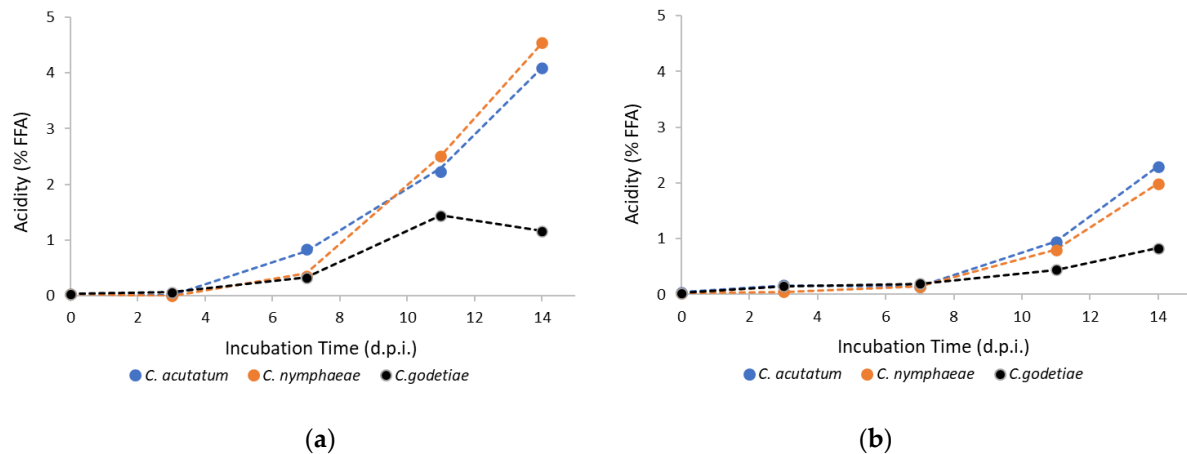 5
4
3
2
1
0
Acidity (% FFA)
0 2 4 6 8 10 12 14
Incubation Time (d.p.i.)
C. acutatum C. nymphaeae C.godetiae
(a)
5
4
3
2
1
0
Acidity (% FFA)
0 2 4 6 8 10 12 14
Incubation Time (d.p.i.)
C. acutatum C. nymphaeae C.godetiae
(b)